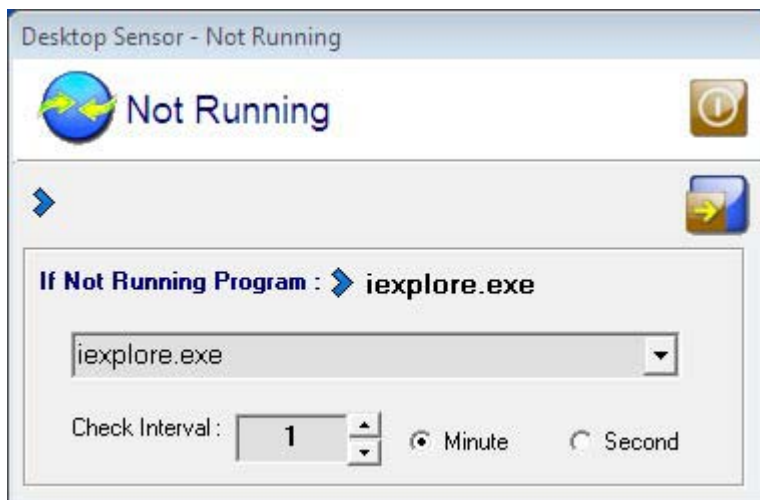 Desktop Sensor - Not Running
Not Running
If Not Running Program : iexplore.exe
iexplore.exe
Check Interval : 1 Minute Second